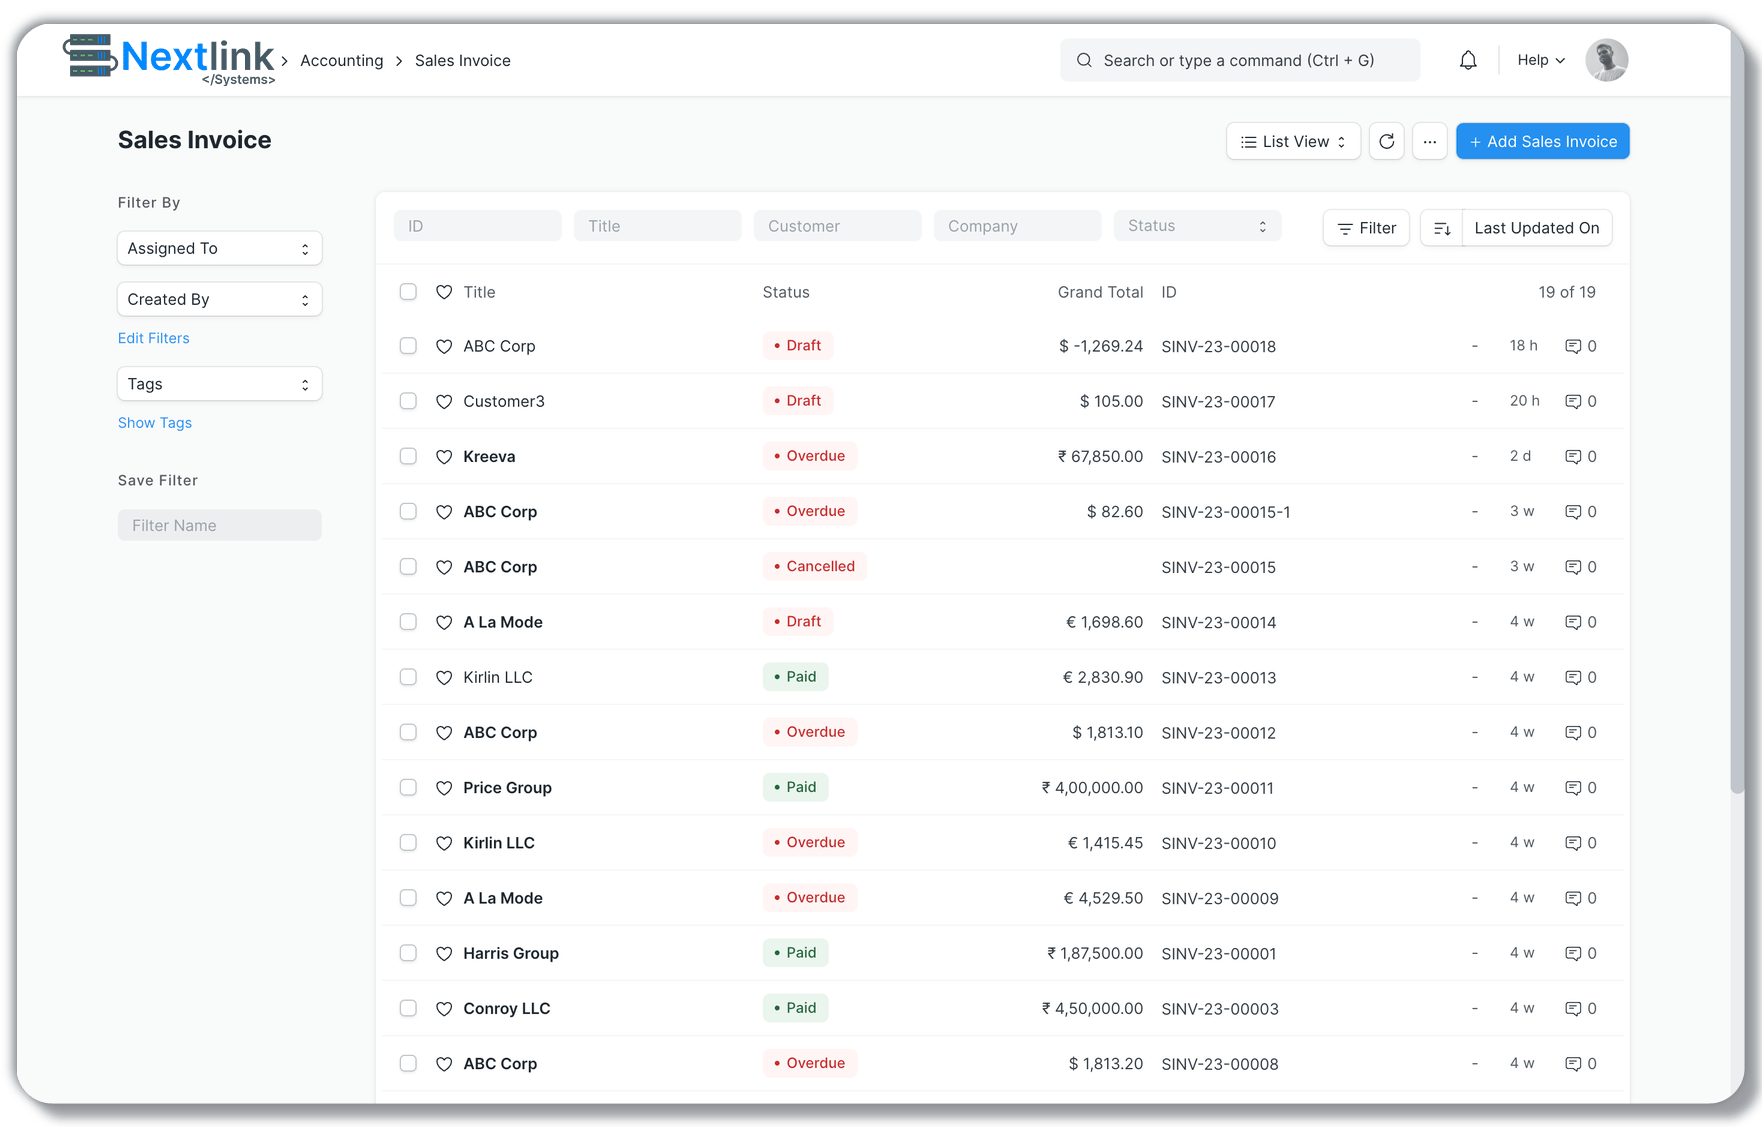 Nextlink
</Systems>
Accounting
Sales Invoice
Search or type a command (Ctrl + G)
Help
Sales Invoice
List View
...
+ Add Sales Invoice
Filter By
Assigned To
Created By
Edit Filters
Tags
Show Tags
Save Filter
Filter Name
ID Title Customer Company Status Filter Last Updated On
Title Status Grand Total ID 19 of 19
ABC Corp Draft $ -1,269.24 SINV-23-00018 - 18 h 0
Customer3 Draft $ 105.00 SINV-23-00017 - 20 h 0
Kreeva Overdue ₹ 67,850.00 SINV-23-00016 - 2 d 0
ABC Corp Overdue $ 82.60 SINV-23-00015-1 - 3 w 0
ABC Corp Cancelled SINV-23-00015 - 3 w 0
A La Mode Draft € 1,698.60 SINV-23-00014 - 4 w 0
Kirlin LLC Paid € 2,830.90 SINV-23-00013 - 4 w 0
ABC Corp Overdue $ 1,813.10 SINV-23-00012 - 4 w 0
Price Group Paid ₹ 4,00,000.00 SINV-23-00011 - 4 w 0
Kirlin LLC Overdue € 1,415.45 SINV-23-00010 - 4 w 0
A La Mode Overdue € 4,529.50 SINV-23-00009 - 4 w 0
Harris Group Paid ₹ 1,87,500.00 SINV-23-00001 - 4 w 0
Conroy LLC Paid ₹ 4,50,000.00 SINV-23-00003 - 4 w 0
ABC Corp Overdue $ 1,813.20 SINV-23-00008 - 4 w 0